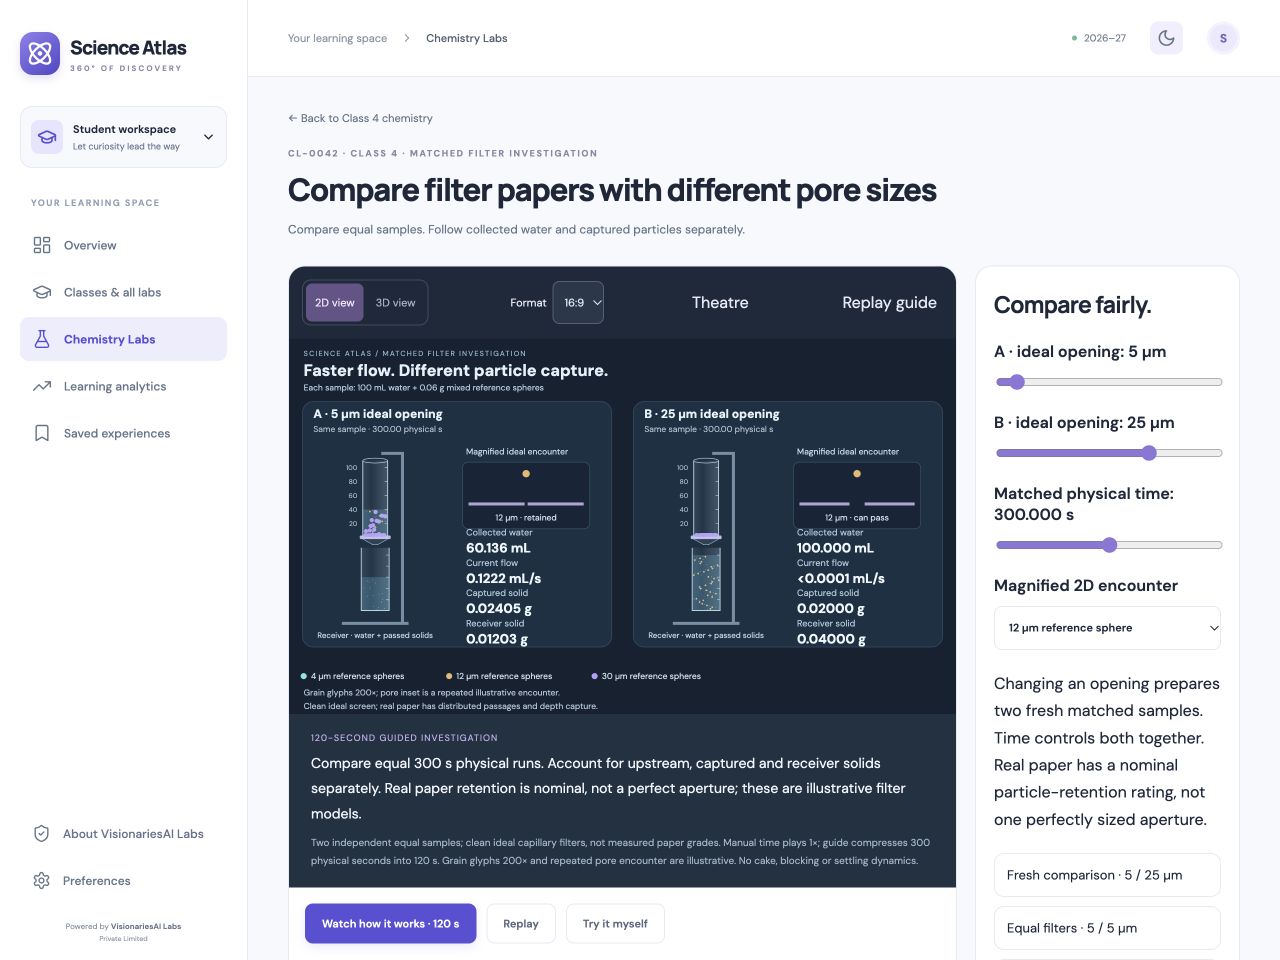 Science Atlas
360° OF DISCOVERY
Student workspace
Let curiosity lead the way
YOUR LEARNING SPACE
Overview
Classes & all labs
Chemistry Labs
Learning analytics
Saved experiences
About VisionariesAI Labs
Preferences
Powered by VisionariesAI Labs
Private Limited
Your learning space
Chemistry Labs
2026–27
S
← Back to Class 4 chemistry
CL-0042 · CLASS 4 · MATCHED FILTER INVESTIGATION
Compare filter papers with different pore sizes
Compare equal samples. Follow collected water and captured particles separately.
2D view
3D view
Format
16:9
Theatre
Replay guide
SCIENCE ATLAS / MATCHED FILTER INVESTIGATION
Faster flow. Different particle capture.
Each sample: 100 mL water + 0.06 g mixed reference spheres
A · 5 µm ideal opening
Same sample · 300.00 physical s
100
80
60
40
20
Receiver · water + passed solids
Magnified ideal encounter
12 µm · retained
Collected water
60.136 mL
Current flow
0.1222 mL/s
Captured solid
0.02405 g
Receiver solid
0.01203 g
B · 25 µm ideal opening
Same sample · 300.00 physical s
100
80
60
40
20
Receiver · water + passed solids
Magnified ideal encounter
12 µm · can pass
Collected water
100.000 mL
Current flow
<0.0001 mL/s
Captured solid
0.02000 g
Receiver solid
0.04000 g
4 µm reference spheres
12 µm reference spheres
30 µm reference spheres
Grain glyphs 200×; pore inset is a repeated illustrative encounter.
Clean ideal screen; real paper has distributed passages and depth capture.
120-SECOND GUIDED INVESTIGATION
Compare equal 300 s physical runs. Account for upstream, captured and receiver solids
separately. Real paper retention is nominal, not a perfect aperture; these are illustrative filter
models.
Two independent equal samples; clean ideal capillary filters, not measured paper grades. Manual time plays 1×; guide compresses 300
physical seconds into 120 s. Grain glyphs 200× and repeated pore encounter are illustrative. No cake, blocking or settling dynamics.
Watch how it works · 120 s
Replay
Try it myself
Compare fairly.
A · ideal opening: 5 µm
B · ideal opening: 25 µm
Matched physical time:
300.000 s
Magnified 2D encounter
12 µm reference sphere
Changing an opening prepares
two fresh matched samples.
Time controls both together.
Real paper has a nominal
particle-retention rating, not
one perfectly sized aperture.
Fresh comparison · 5 / 25 µm
Equal filters · 5 / 5 µm